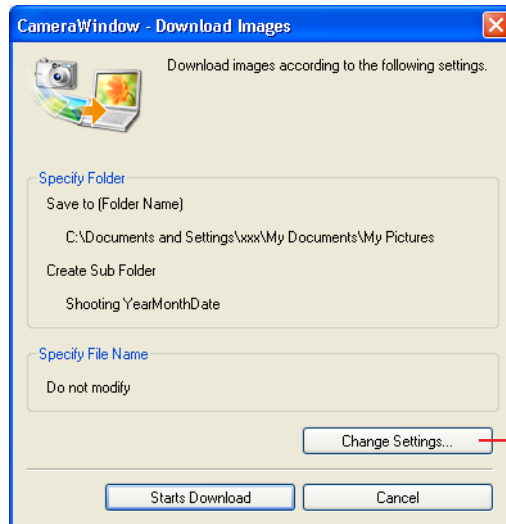 CameraWindow - Download Images
Download images according to the following settings.
Specify Folder
Save to (Folder Name)
C:\Documents and Settings\xxx\My Documents\My Pictures
Create Sub Folder
Shooting YearMonthDate
Specify File Name
Do not modify
Change Settings...
Starts Download
Cancel